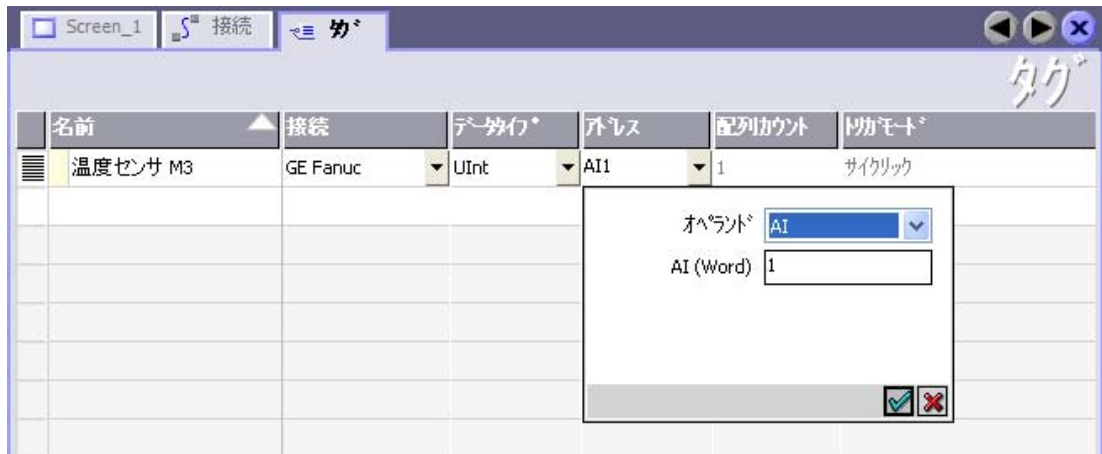 Screen_1 接続 ﾀｸﾞ
タグ
名前 接続 ﾃﾞｰﾀﾀｲﾌﾟ ｱﾄﾞﾚｽ 配列ｶｳﾝﾄ ﾄﾘｶﾞﾓｰﾄﾞ
温度センサ M3 GE Fanuc UInt AI1 1 サイクリック
ｵﾍﾟﾗﾝﾄﾞ AI
AI (Word) 1